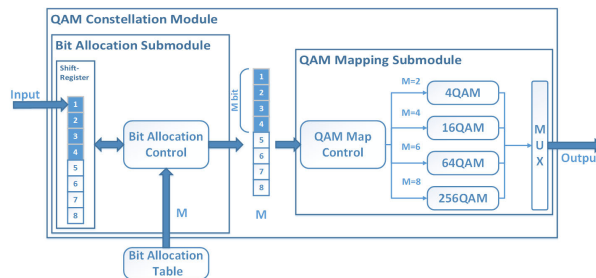 QAM Constellation Module
Bit Allocation Submodule
Shift-
Register
Input
1
2
3
4
5
6
7
8
Bit Allocation
Control
M
Bit Allocation
Table
M bit
1
2
3
4
5
6
7
8
M
QAM Mapping Submodule
QAM Map
Control
M=2
4QAM
M=4
16QAM
M=6
64QAM
M=8
256QAM
M
U
X
Output